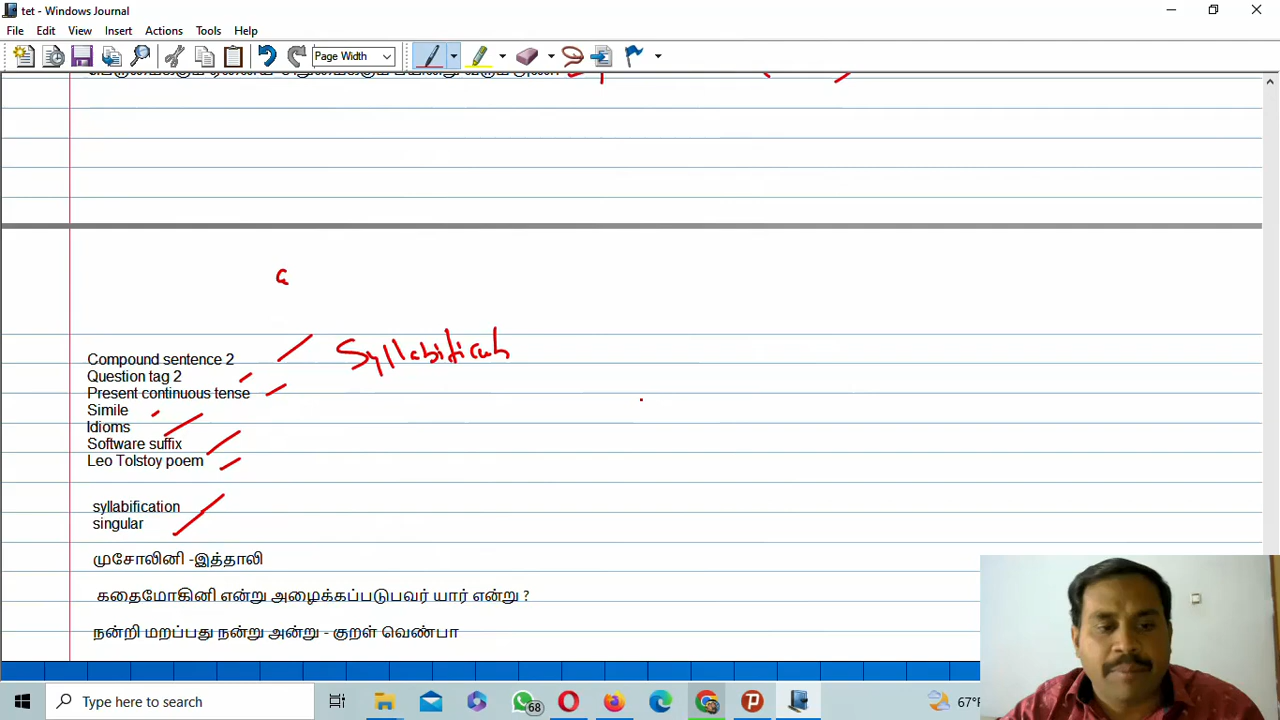 tet - Windows Journal
File Edit View Insert Actions Tools Help
Page Width
a
Syllabificah
Compound sentence 2
Question tag 2
Present continuous tense
Simile
Idioms
Software suffix
Leo Tolstoy poem
syllabification
singular
முசோலினி -இத்தாலி
கதைமோகினி என்று அழைக்கப்படுபவர் யார் என்று ?
நன்றி மறப்பது நன்று அன்று - குறள் வெண்பா
Type here to search
68
67°F